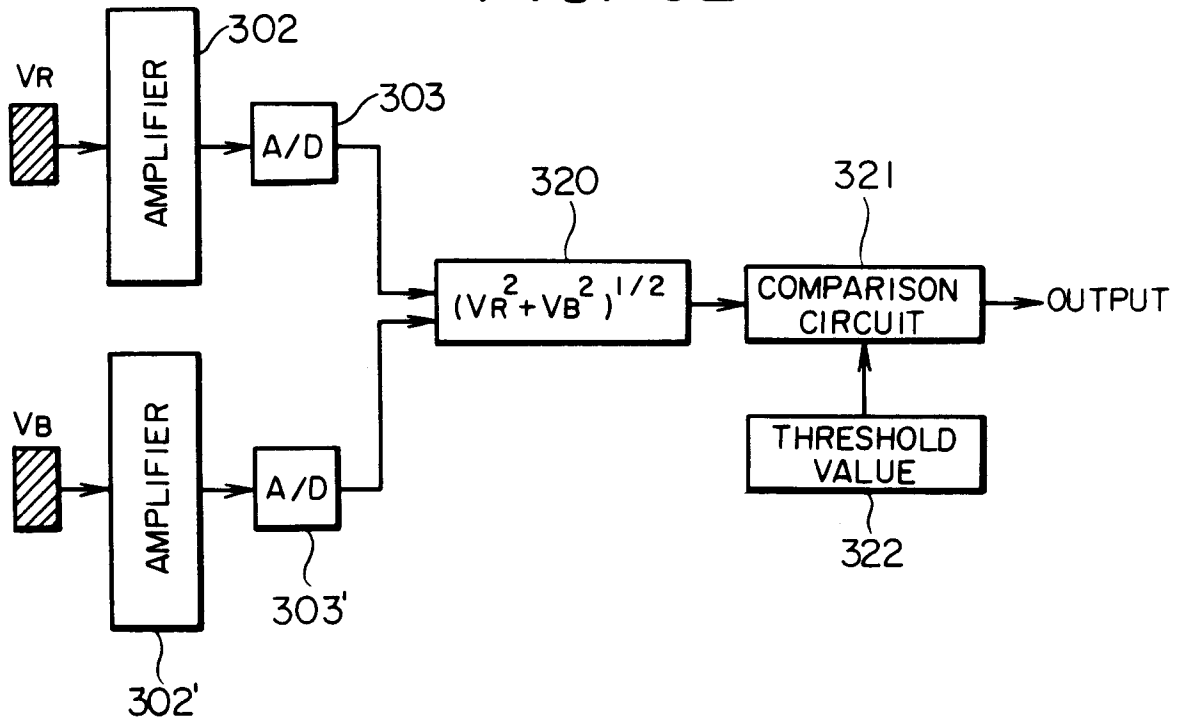 302
VR
AMPLIFIER
A/D
303
320
(VR²+VB²)^1/2
321
COMPARISON
CIRCUIT
OUTPUT
THRESHOLD
VALUE
322
VB
AMPLIFIER
A/D
303'
302'